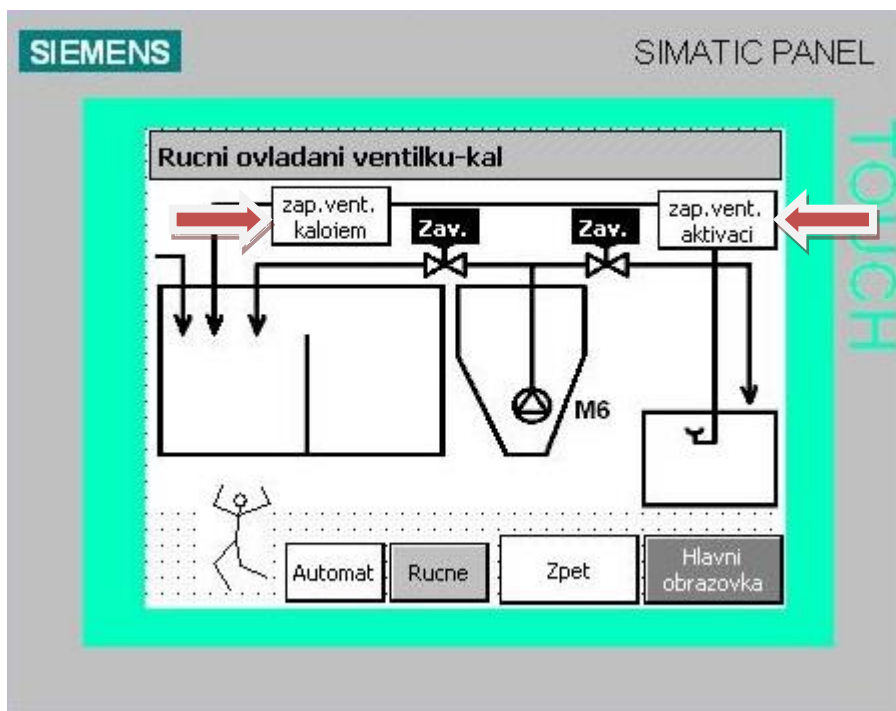 SIEMENS
SIMATIC PANEL
TOUCH
Rucni ovladani ventilku-kal
zap.vent.
kaloiem
Zav.
Zav.
zap.vent.
aktivaci
M6
Automat
Rucne
Zpet
Hlavni
obrazovka